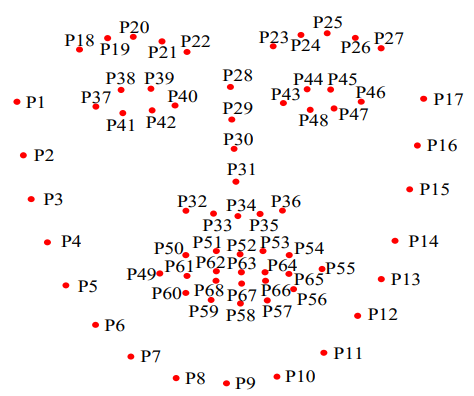 P20 P25
P18 P19 P21 P22 P23 P24 P26 P27
P28
P38 P39 P44 P45
P37 P40 P43 P46
P1 P17
P41 P42 P29 P48 P47
P30
P2 P16
P31
P3 P15
P32 P34 P36
P33 P35
P4 P50 P51 P52 P53 P54 P14
P49 P61 P62 P63 P64 P55
P5 P65 P13
P60 P68 P67 P66 P56
P59 P58 P57
P6 P12
P7 P11
P8 P9 P10